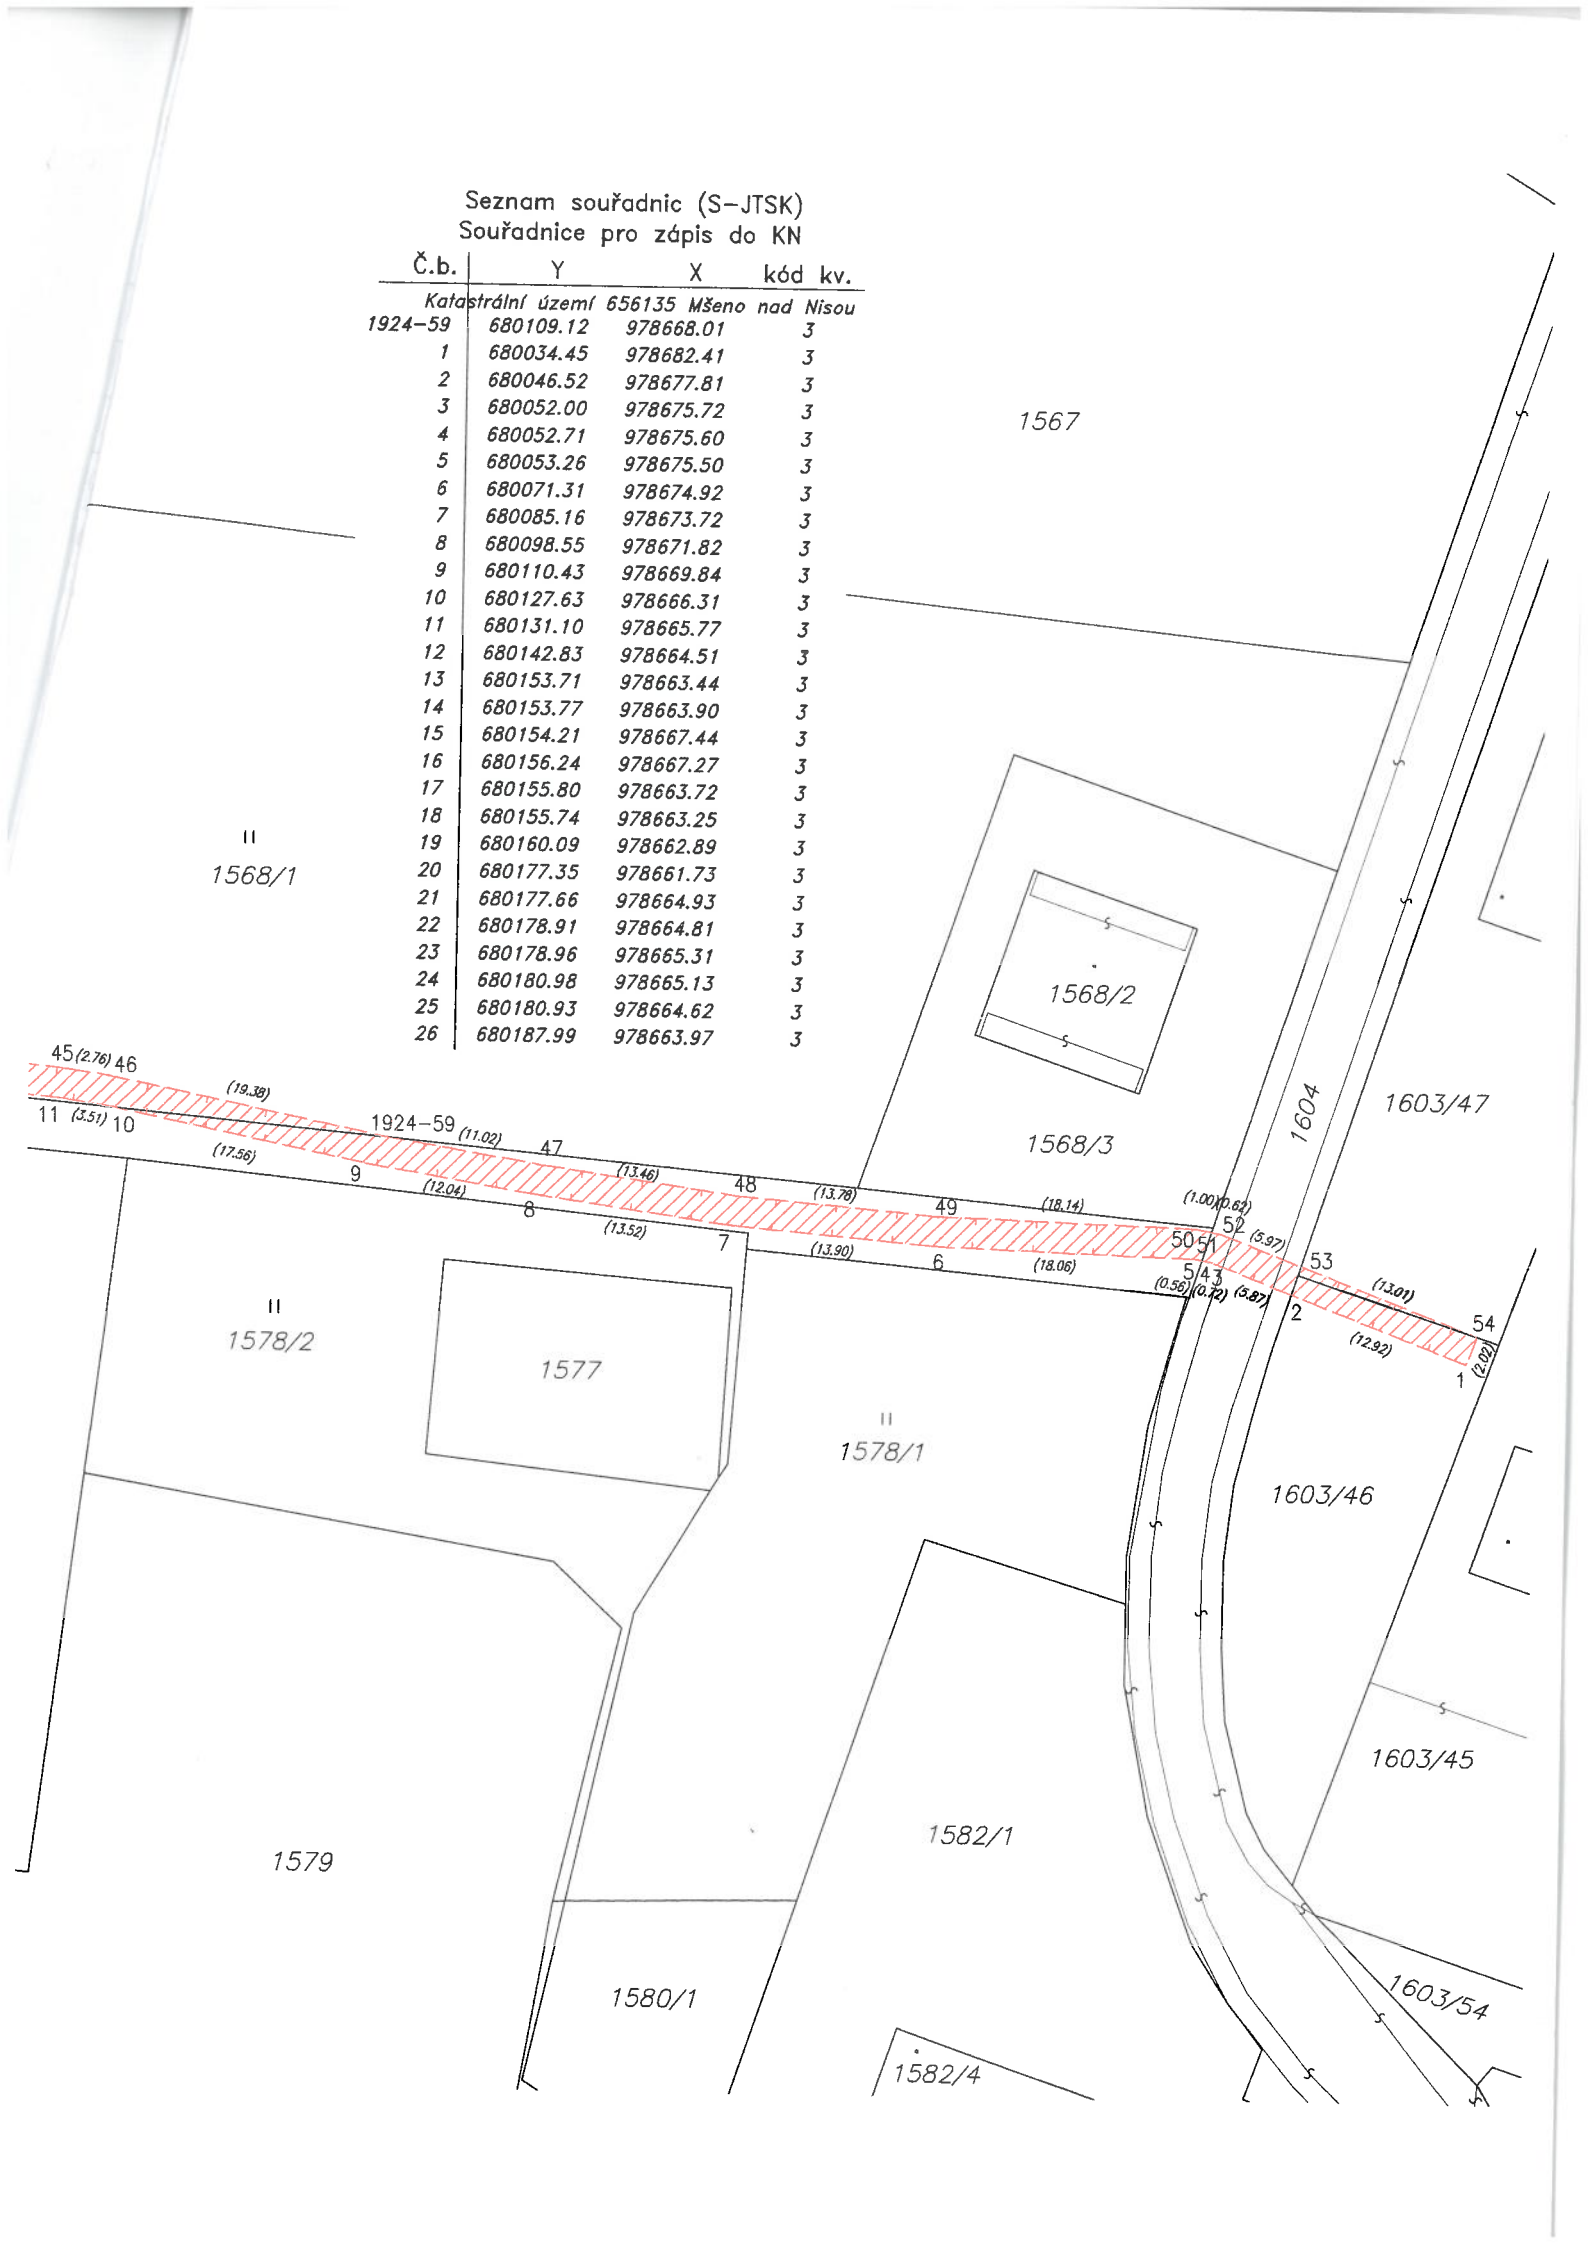 Seznam souřadnic (S-JTSK)
Souřadnice pro zápis do KN
Č.b. Y X kód kv.
Katastrální území 656135 Mšeno nad Nisou
1924-59 680109.12 978668.01 3
1 680034.45 978682.41 3
2 680046.52 978677.81 3
3 680052.00 978675.72 3
4 680052.71 978675.60 3
5 680053.26 978675.50 3
6 680071.31 978674.92 3
7 680085.16 978673.72 3
8 680098.55 978671.82 3
9 680110.43 978669.84 3
10 680127.63 978666.31 3
11 680131.10 978665.77 3
12 680142.83 978664.51 3
13 680153.71 978663.44 3
14 680153.77 978663.90 3
15 680154.21 978667.44 3
16 680156.24 978667.27 3
17 680155.80 978663.72 3
18 680155.74 978663.25 3
19 680160.09 978662.89 3
20 680177.35 978661.73 3
21 680177.66 978664.93 3
22 680178.91 978664.81 3
23 680178.96 978665.31 3
24 680180.98 978665.13 3
25 680180.93 978664.62 3
26 680187.99 978663.97 3
1567
1568/1
1568/2
1568/3
1604
1603/47
45 (2.76) 46
(19.38)
1924-59 (11.02) 47
(13.46) 48
(13.78) 49
(18.14)
(1.00)(0.62)
52 (5.97)
50 51
53
(13.01)
54
11 (3.51) 10
(17.56)
9
(12.04)
8
(13.52)
7
(13.90)
6
(18.06)
5 4 3
(0.56) (0.72) (5.87)
2
(12.92)
1
(2.02)
1578/2
1577
1578/1
1603/46
1603/45
1582/1
1579
1580/1
1603/54
1582/4